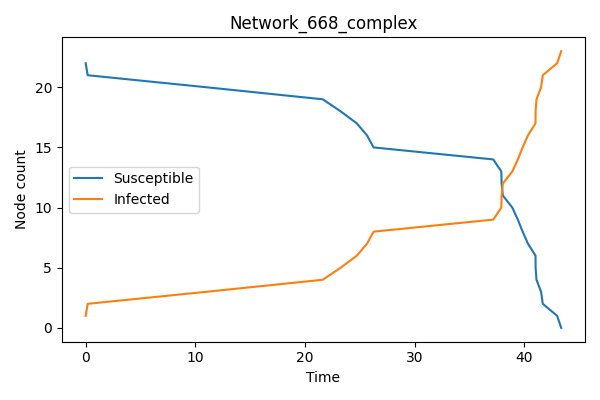 Network_668_complex
Node count
20
15
10
5
0
Susceptible
Infected
0 10 20 30 40
Time